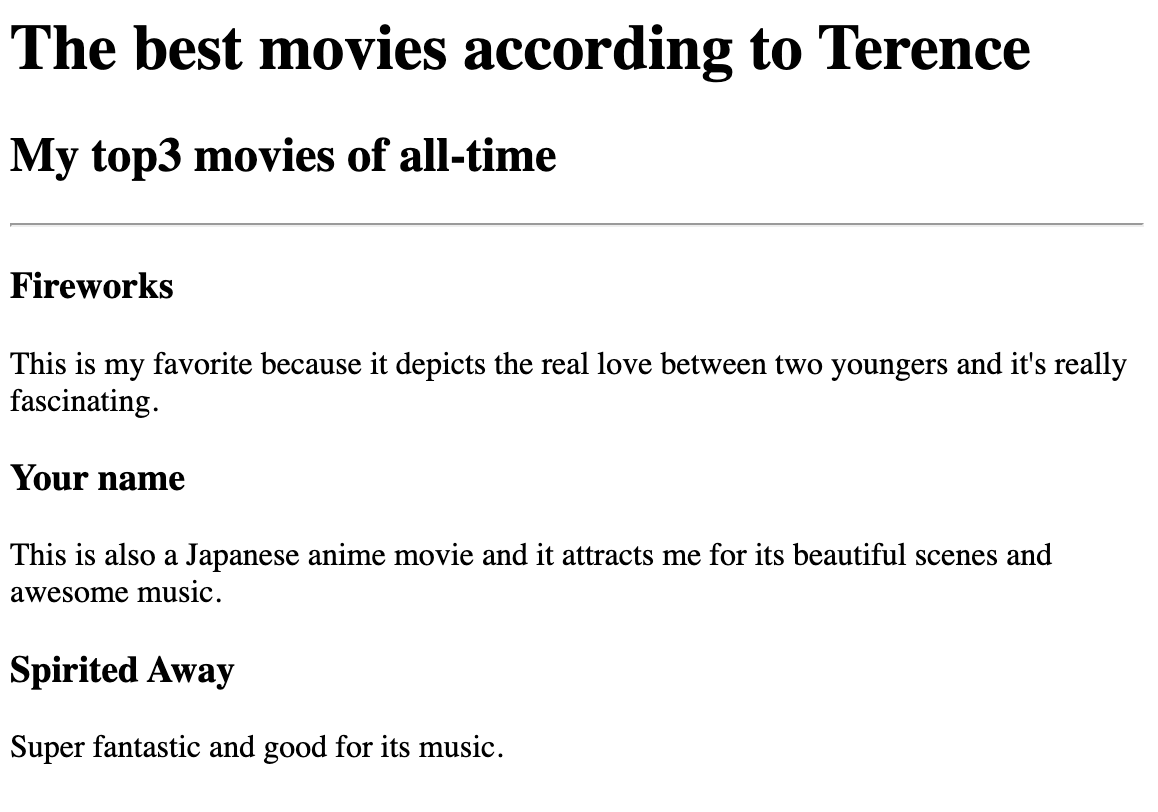 The best movies according to Terence
My top3 movies of all-time
Fireworks
This is my favorite because it depicts the real love between two youngers and it's really
fascinating.
Your name
This is also a Japanese anime movie and it attracts me for its beautiful scenes and
awesome music.
Spirited Away
Super fantastic and good for its music.